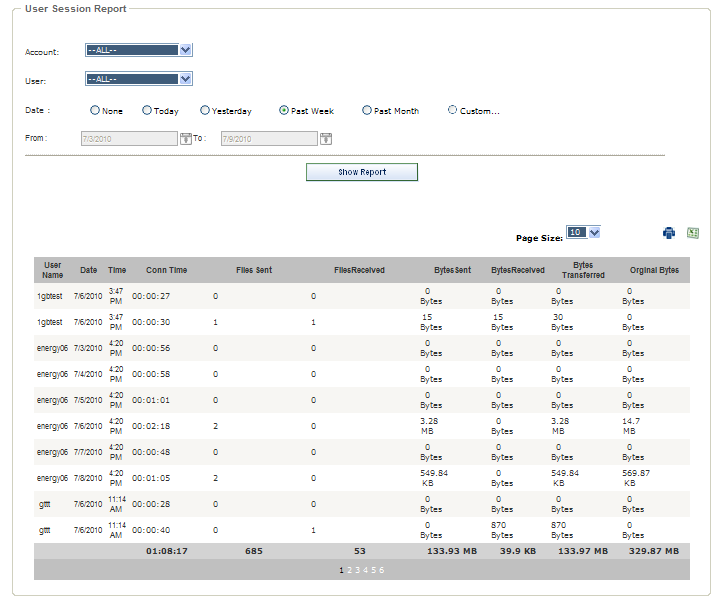 User Session Report
Account: --ALL--
User: --ALL--
Date : None Today Yesterday Past Week Past Month Custom...
From : 7/3/2010 To : 7/9/2010
Show Report
Page Size: 10
User Name Date Time Conn Time Files Sent FilesReceived BytesSent BytesReceived Bytes Transferred Orginal Bytes
1gbtest 7/6/2010 3:47 PM 00:00:27 0 0 0 Bytes 0 Bytes 0 Bytes 0 Bytes
1gbtest 7/6/2010 3:47 PM 00:00:30 1 1 15 Bytes 15 Bytes 30 Bytes 0 Bytes
energy06 7/3/2010 4:20 PM 00:00:56 0 0 0 Bytes 0 Bytes 0 Bytes 0 Bytes
energy06 7/4/2010 4:20 PM 00:00:58 0 0 0 Bytes 0 Bytes 0 Bytes 0 Bytes
energy06 7/5/2010 4:20 PM 00:01:01 0 0 0 Bytes 0 Bytes 0 Bytes 0 Bytes
energy06 7/6/2010 4:20 PM 00:02:18 2 0 3.28 MB 0 Bytes 3.28 MB 14.7 MB
energy06 7/7/2010 4:20 PM 00:00:48 0 0 0 Bytes 0 Bytes 0 Bytes 0 Bytes
energy06 7/8/2010 4:20 PM 00:01:05 2 0 549.84 KB 0 Bytes 549.84 KB 569.87 KB
gttt 7/6/2010 11:14 AM 00:00:28 0 0 0 Bytes 0 Bytes 0 Bytes 0 Bytes
gttt 7/6/2010 11:14 AM 00:00:40 0 1 0 Bytes 870 Bytes 870 Bytes 0 Bytes
01:08:17 685 53 133.93 MB 39.9 KB 133.97 MB 329.87 MB
1 2 3 4 5 6